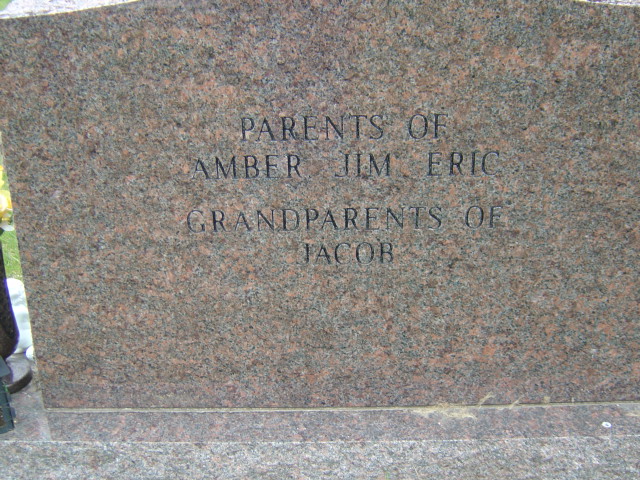 PARENTS OF
AMBER JIM ERIC
GRANDPARENTS OF
JACOB